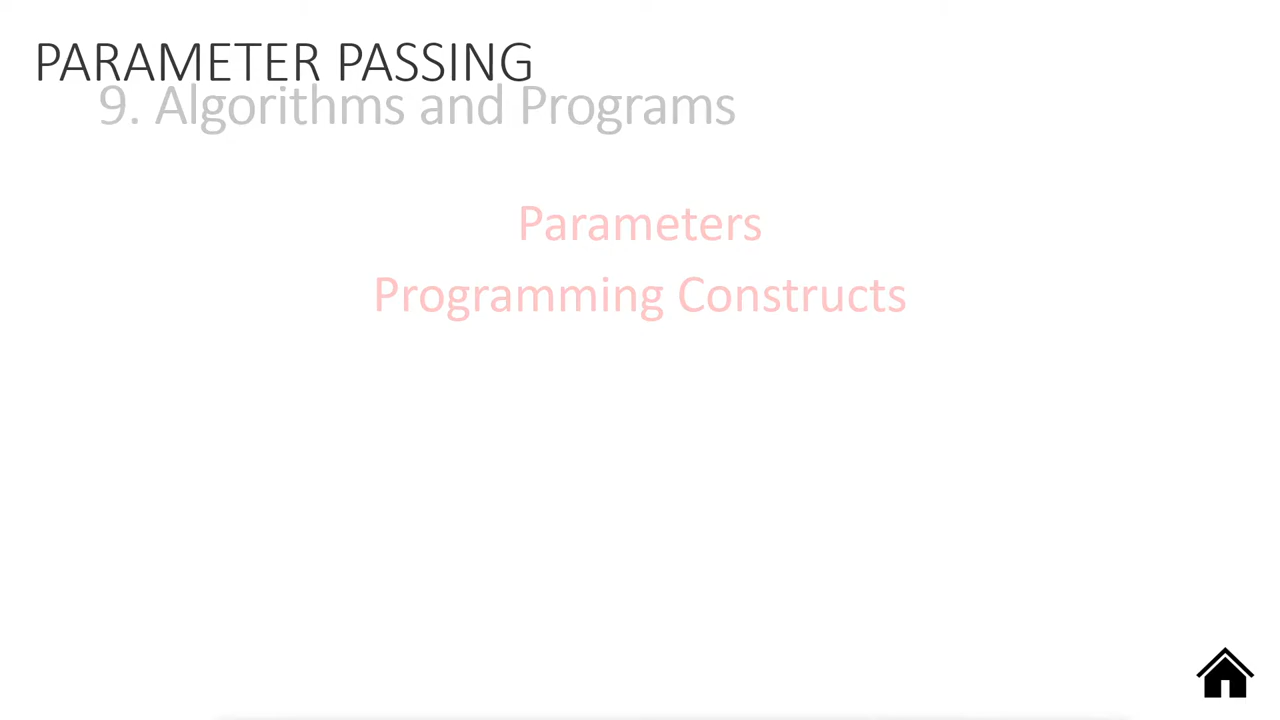 PARAMETER PASSING
9. Algorithms and Programs
Parameters
Programming Constructs